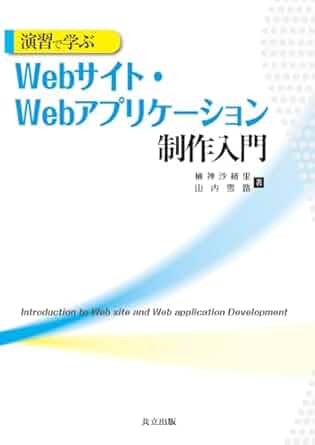 演習で学ぶ
Webサイト・
Webアプリケーション
制作入門
楠神沙緒里
山内雪路
著
Introduction to Web site and Web application Development
共立出版